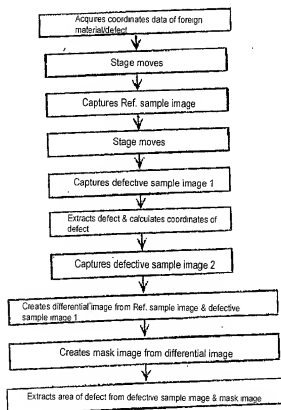 Acquires coordinates data of foreign
material/defect
Stage moves
Captures Ref. sample image
Stage moves
Captures defective sample image 1
Extracts defect & calculates coordinates of
defect
Captures defective sample image 2
Creates differential image from Ref. sample image & defective
sample image 1
Creates mask image from differential image
Extracts area of defect from defective sample image & mask image